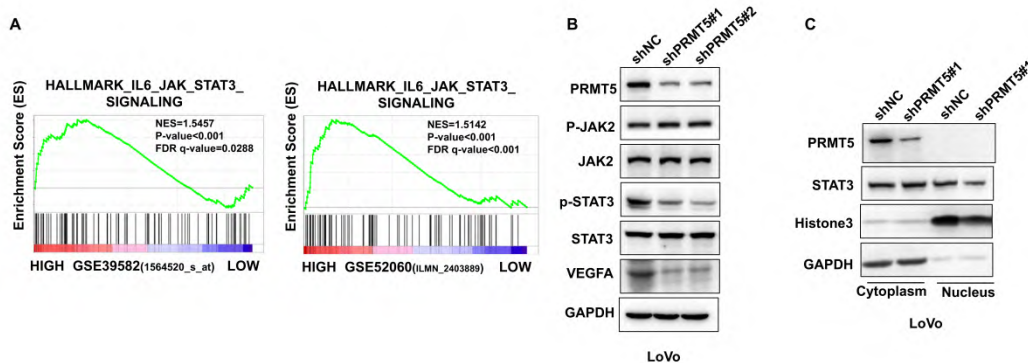 A
HALLMARK_IL6_JAK_STAT3_
SIGNALING
Enrichment Score (ES)
NES=1.5457
P-value<0.001
FDR q-value=0.0288
HIGH GSE39582(1564520_s_at) LOW
HALLMARK_IL6_JAK_STAT3_
SIGNALING
Enrichment Score (ES)
NES=1.5142
P-value<0.001
FDR q-value<0.001
HIGH GSE52060(ILMN_2403889) LOW
B
shNC
shPRMT5#1
shPRMT5#2
PRMT5
P-JAK2
JAK2
p-STAT3
STAT3
VEGFA
GAPDH
LoVo
C
shNC
shPRMT5#1
shNC
shPRMT5#1
PRMT5
STAT3
Histone3
GAPDH
Cytoplasm Nucleus
LoVo